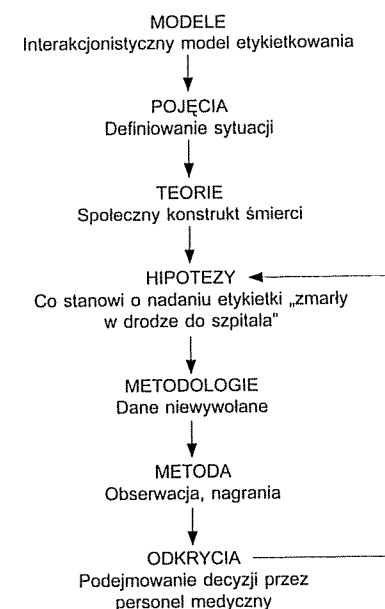 MODELE
Interakcjonistyczny model etykietkowania
POJĘCIA
Definiowanie sytuacji
TEORIE
Społeczny konstrukt śmierci
HIPOTEZY
Co stanowi o nadaniu etykietki „zmarły
w drodze do szpitala"
METODOLOGIE
Dane niewywołane
METODA
Obserwacja, nagrania
ODKRYCIA
Podejmowanie decyzji przez
personel medyczny